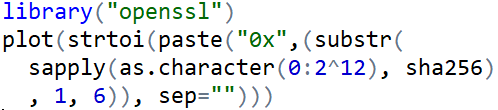 library("openssl")
plot(strtoi(paste("0x",(substr(
sapply(as.character(0:2^12), sha256)
, 1, 6)), sep="")))